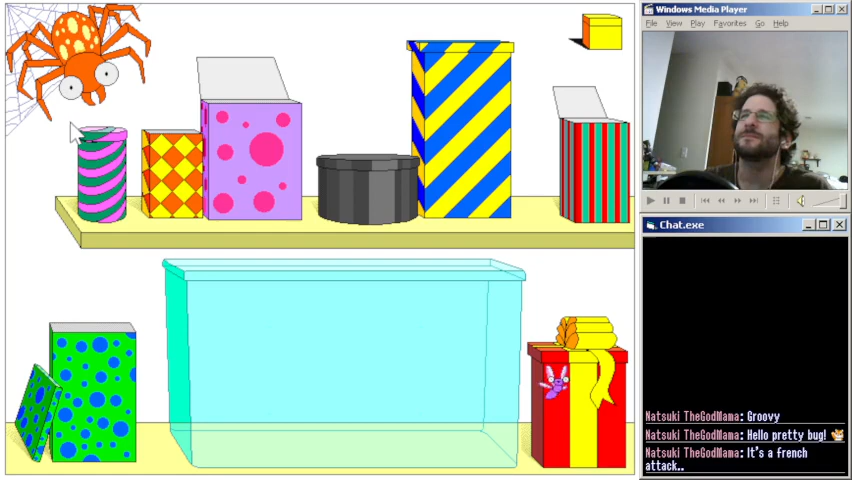 Windows Media Player
File View Play Favorites Go Help
Chat.exe
Natsuki TheGodMama: Groovy
Natsuki TheGodMama: Hello pretty bug!
Natsuki TheGodMama: It's a french
attack..